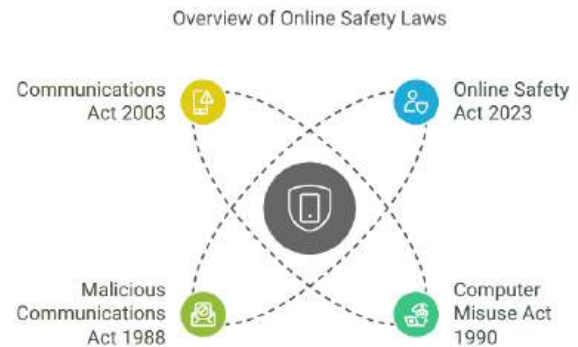 Overview of Online Safety Laws
Communications
Act 2003
Online Safety
Act 2023
Malicious
Communications
Act 1988
Computer
Misuse Act
1990